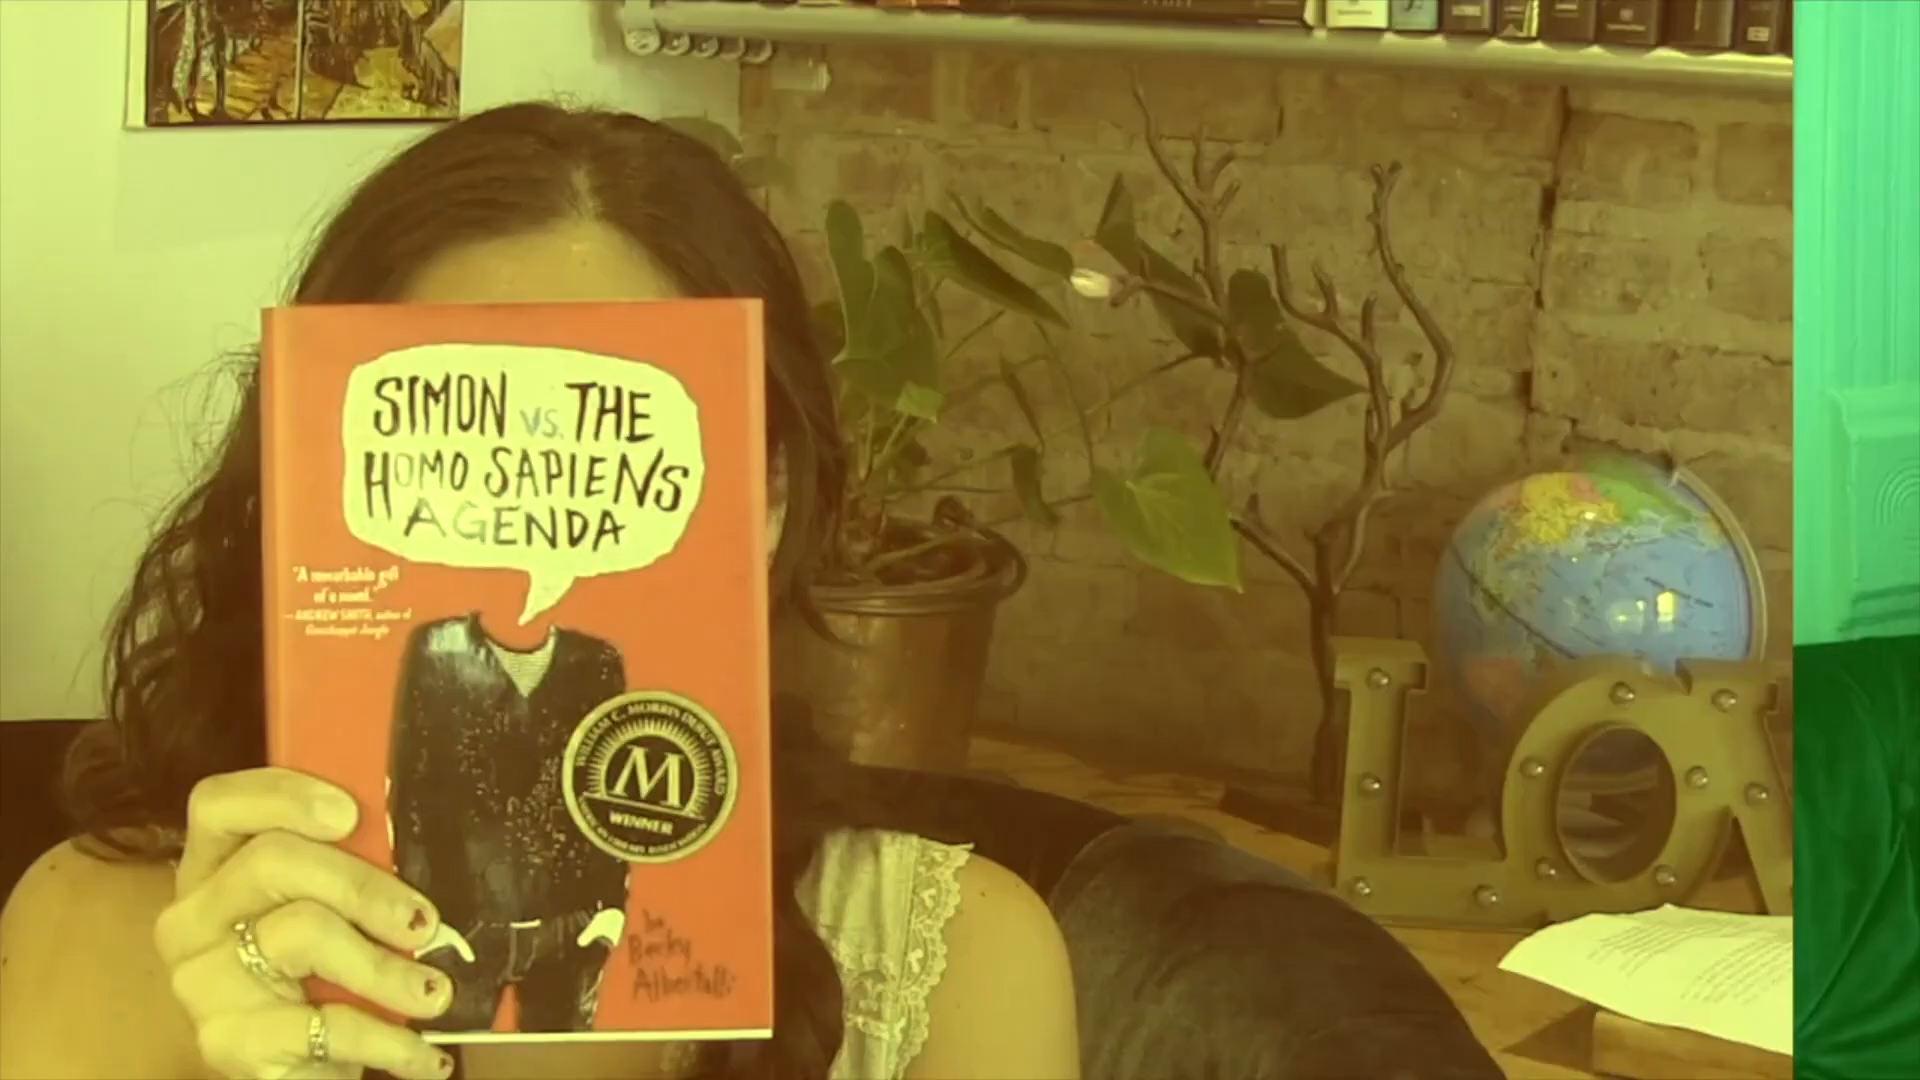 SIMON VS. THE
HOMO SAPIENS
AGENDA
"A remarkable gift
of a novel."
—ANDREW SMITH, author of
Grasshopper Jungle
WILLIAM C. MORRIS DEBUT AWARD
M
WINNER
by
Becky
Albertalli
LO